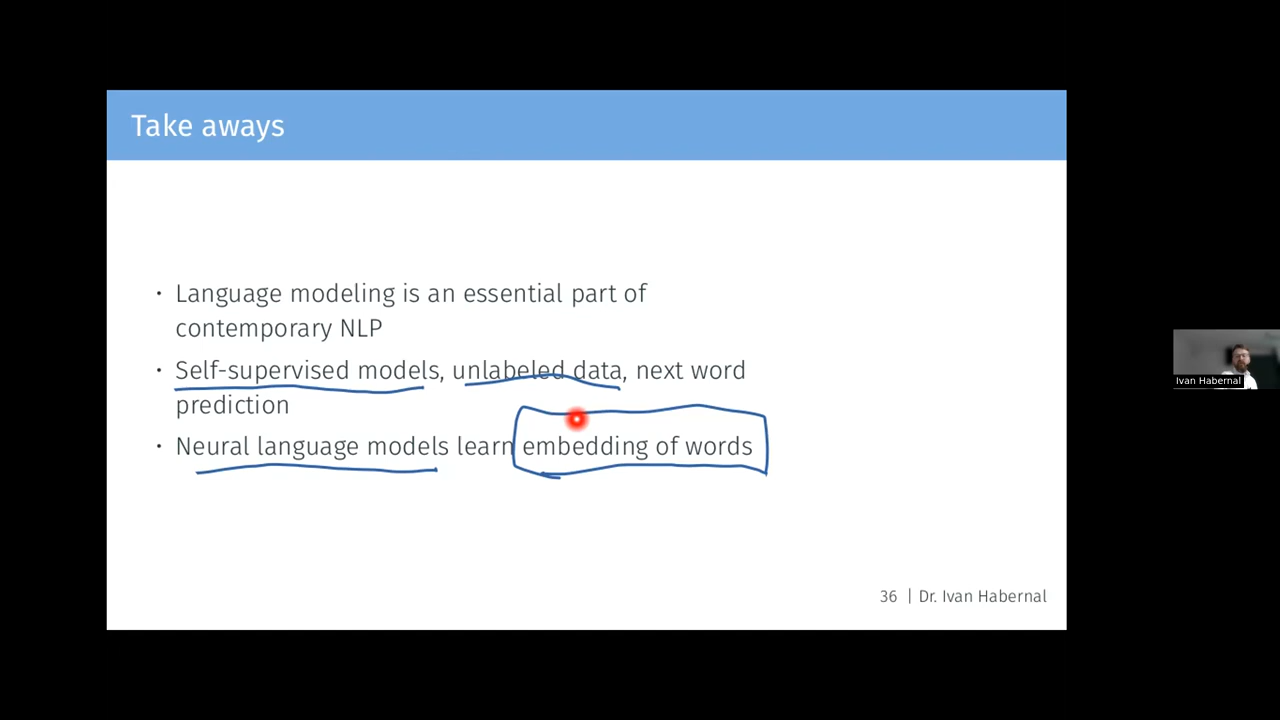 Take aways
• Language modeling is an essential part of
contemporary NLP
• Self-supervised models, unlabeled data, next word
prediction
• Neural language models learn embedding of words
36 | Dr. Ivan Habernal
Ivan Habernal